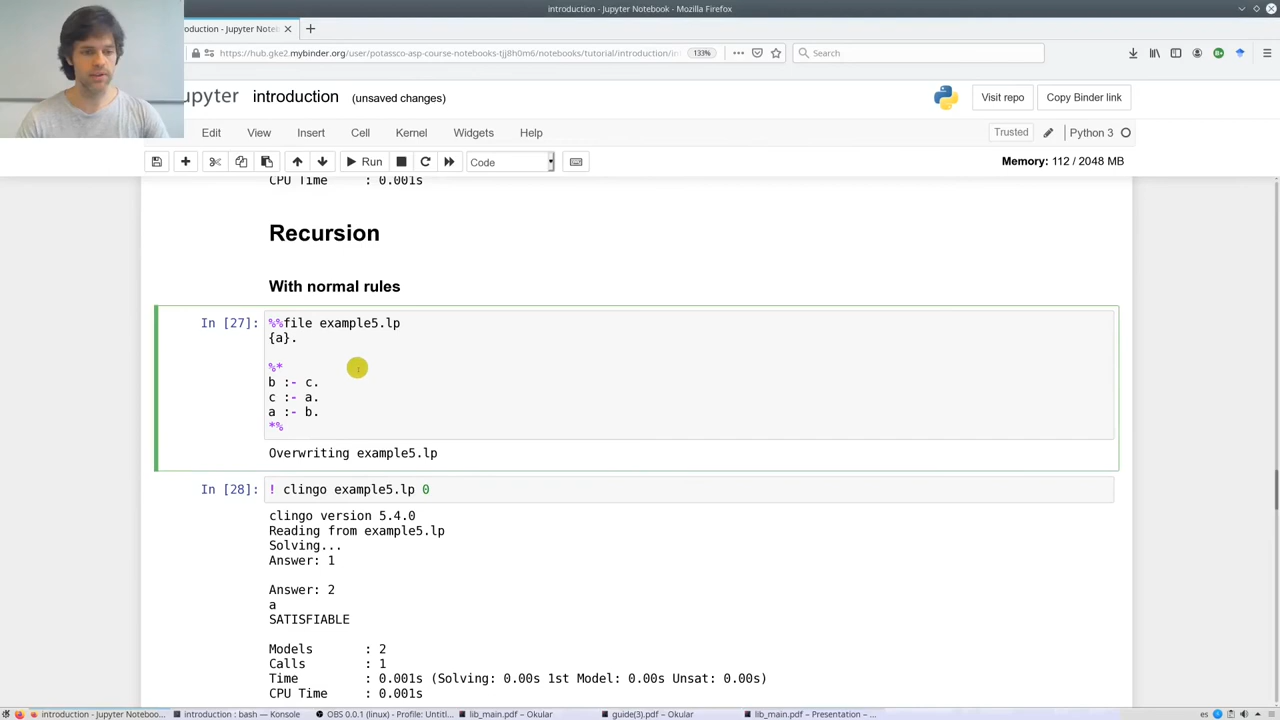 introduction - Jupyter Notebook - Mozilla Firefox
oduction - Jupyter Note
https://hub.gke2.mybinder.org/user/potassco-asp-course-notebooks-tjj8h0m6/notebooks/tutorial/introduction/in
133%
Search
upyter introduction (unsaved changes)
Visit repo
Copy Binder link
Edit View Insert Cell Kernel Widgets Help
Trusted
Python 3
Run
Code
Memory: 112 / 2048 MB
CPU Time : 0.001s
Recursion
With normal rules
In [27]: %%file example5.lp
{a}.
%*
b :- c.
c :- a.
a :- b.
*%
Overwriting example5.lp
In [28]: ! clingo example5.lp 0
clingo version 5.4.0
Reading from example5.lp
Solving...
Answer: 1
Answer: 2
a
SATISFIABLE
Models : 2
Calls : 1
Time : 0.001s (Solving: 0.00s 1st Model: 0.00s Unsat: 0.00s)
CPU Time : 0.001s
introduction - Jupyter Noteboo...
introduction : bash — Konsole
OBS 0.0.1 (linux) - Profile: Untitl...
lib_main.pdf – Okular
guide(3).pdf – Okular
lib_main.pdf – Presentation – ...
es